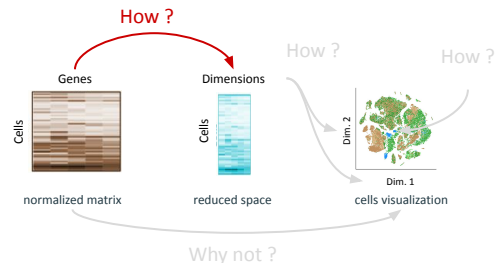 How ?
How ?
How ?
Genes
Dimensions
Cells
Cells
Dim. 2
Dim. 1
normalized matrix
reduced space
cells visualization
Why not ?